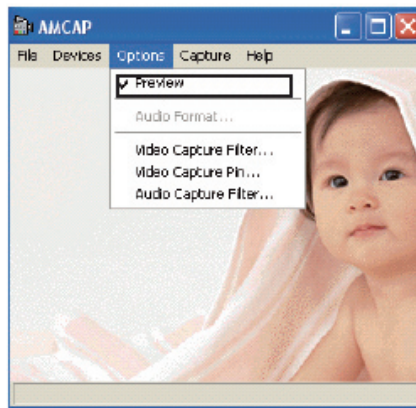 AMCAP
File Devices Options Capture Help
Preview
Audio Format...
Video Capture Filter...
Video Capture Pin...
Audio Capture Filter...